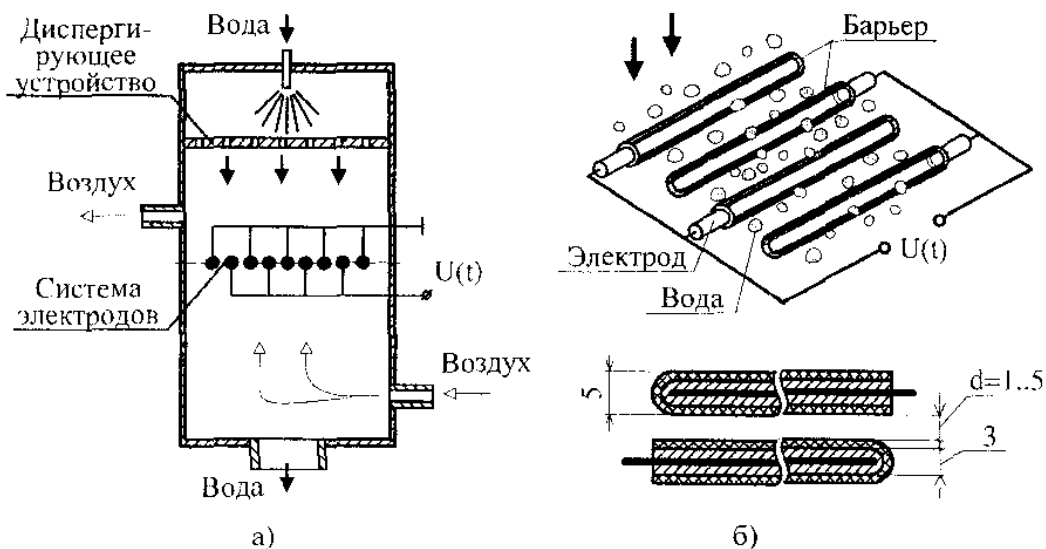 Дисперги-
рующее
устройство
Вода
Воздух
Система
электродов
U(t)
Воздух
Вода
а)
Барьер
Электрод
Вода
U(t)
5
d=1..5
3
б)